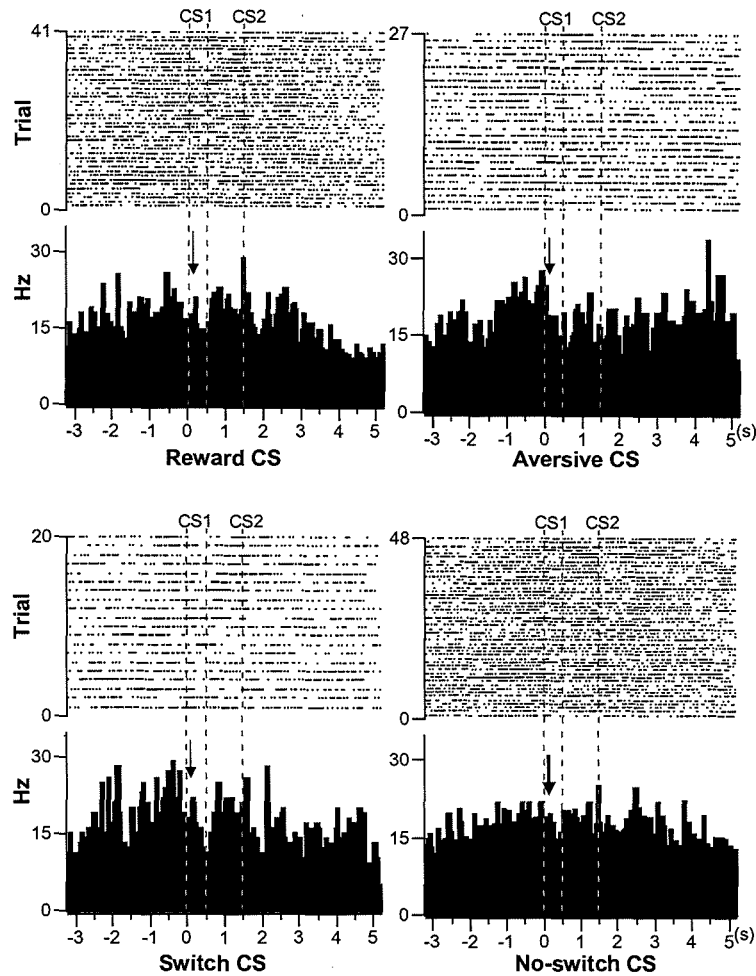 CS1 CS2
41
Trial
0
30
Hz
15
0
-3 -2 -1 0 1 2 3 4 5
Reward CS
CS1 CS2
27
0
30
15
0
-3 -2 -1 0 1 2 3 4 5 (s)
Aversive CS
CS1 CS2
20
Trial
0
30
Hz
15
0
-3 -2 -1 0 1 2 3 4 5
Switch CS
CS1 CS2
48
0
30
15
0
-3 -2 -1 0 1 2 3 4 5 (s)
No-switch CS